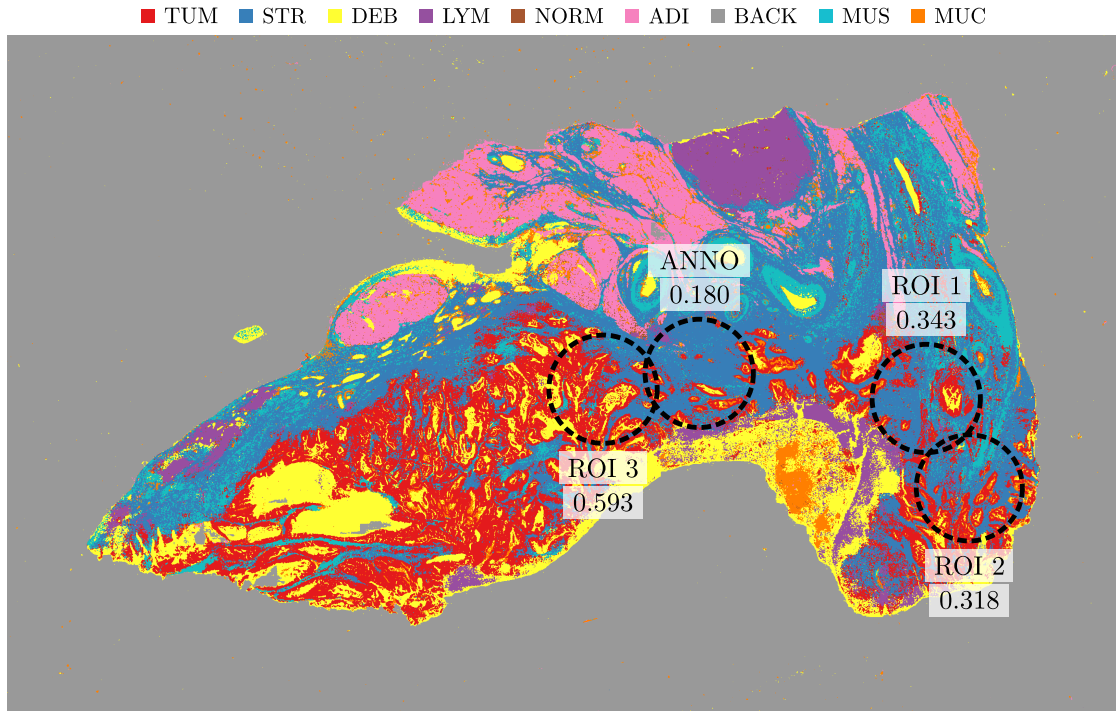 TUM STR DEB LYM NORM ADI BACK MUS MUC
ANNO
0.180
ROI 1
0.343
ROI 3
0.593
ROI 2
0.318